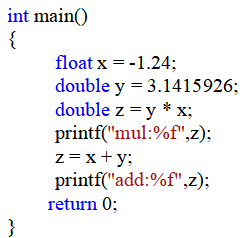 int main()
{
float x = -1.24;
double y = 3.1415926;
double z = y * x;
printf("mul:%f",z);
z = x + y;
printf("add:%f",z);
return 0;
}